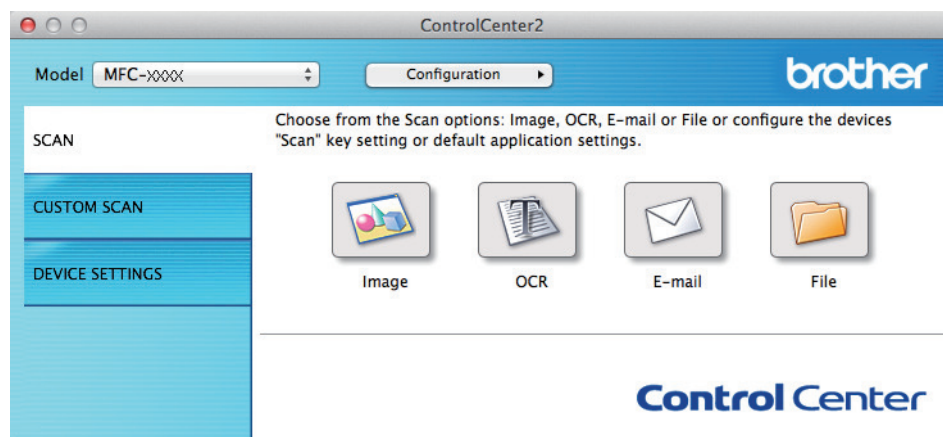 ControlCenter2
Model MFC-XXXX Configuration
brother
SCAN
Choose from the Scan options: Image, OCR, E-mail or File or configure the devices
"Scan" key setting or default application settings.
CUSTOM SCAN
DEVICE SETTINGS
Image OCR E-mail File
Control Center